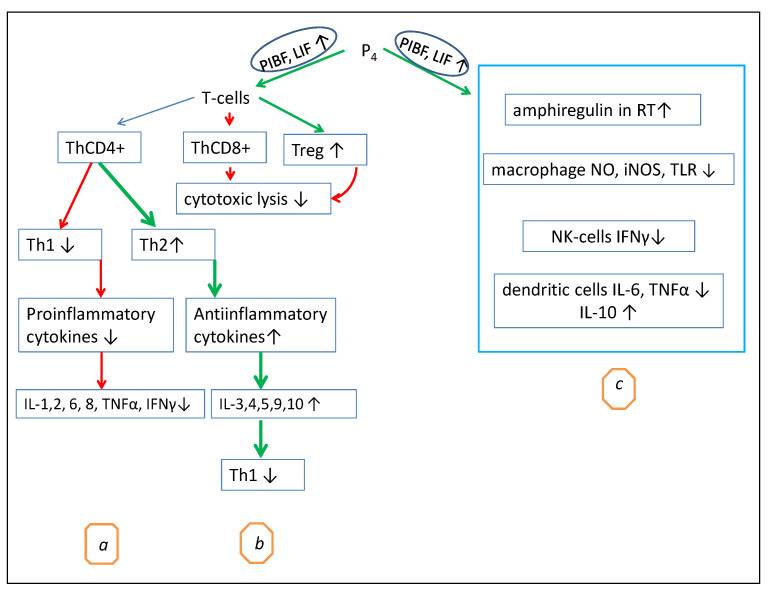 PIBF, LIF ↑
P4
PIBF, LIF ↑
T-cells
ThCD4+
ThCD8+
Treg ↑
cytotoxic lysis ↓
Th1 ↓
Th2↑
Proinflammatory
cytokines ↓
Antiinflammatory
cytokines↑
IL-1,2, 6, 8, TNFα, IFNγ↓
IL-3,4,5,9,10 ↑
Th1 ↓
a
b
amphiregulin in RT↑
macrophage NO, iNOS, TLR ↓
NK-cells IFNγ↓
dendritic cells IL-6, TNFα ↓
IL-10 ↑
c